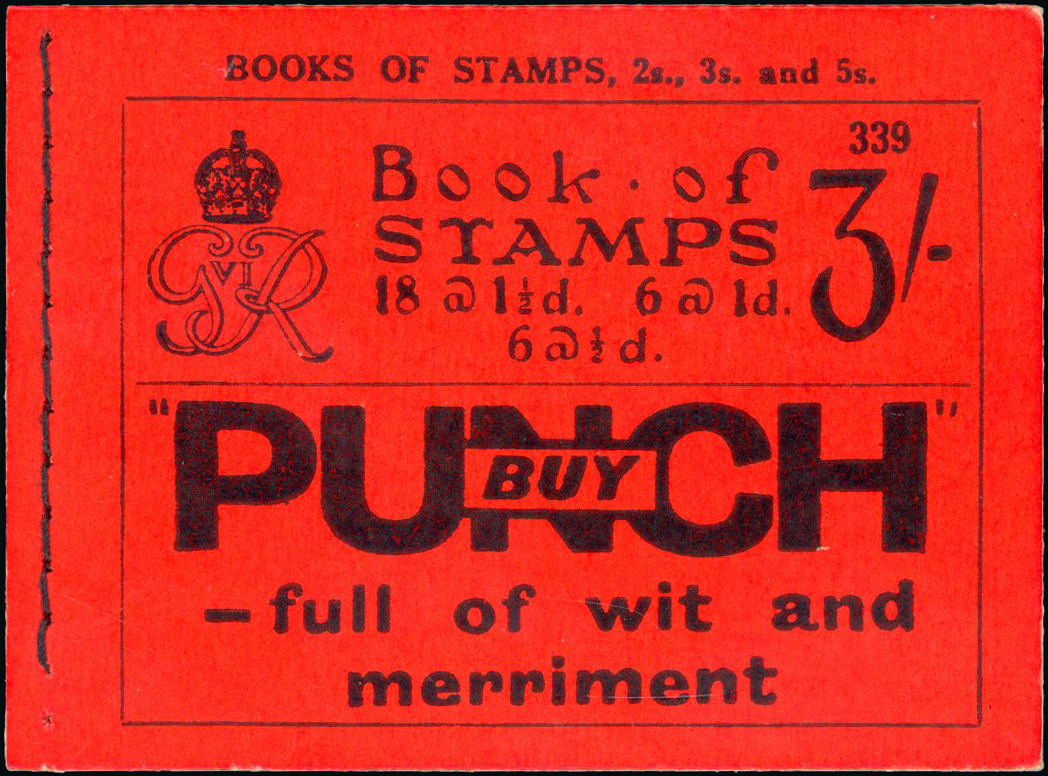 BOOKS OF STAMPS, 2s., 3s. and 5s.
339
G VI R
Book · of
STAMPS
3/-
18 @ 1½d. 6 @ 1d.
6 @ ½d.
"PUNCH"
BUY
– full of wit and
merriment